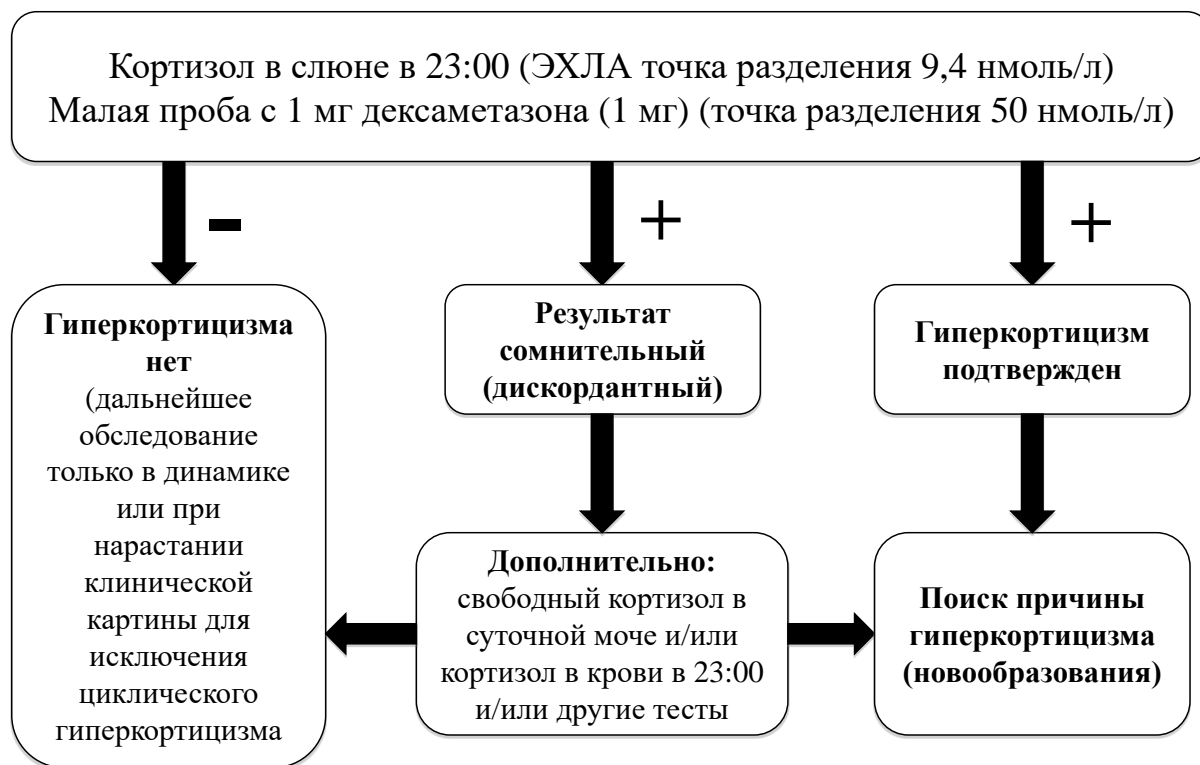 Кортизол в слюне в 23:00 (ЭХЛА точка разделения 9,4 нмоль/л)
Малая проба с 1 мг дексаметазона (1 мг) (точка разделения 50 нмоль/л)
-
+
+
Гиперкортицизма
нет
(дальнейшее
обследование
только в динамике
или при
нарастании
клинической
картины для
исключения
циклического
гиперкортицизма
Результат
сомнительный
(дискордантный)
Гиперкортицизм
подтвержден
Дополнительно:
свободный кортизол в
суточной моче и/или
кортизол в крови в 23:00
и/или другие тесты
Поиск причины
гиперкортицизма
(новообразования)